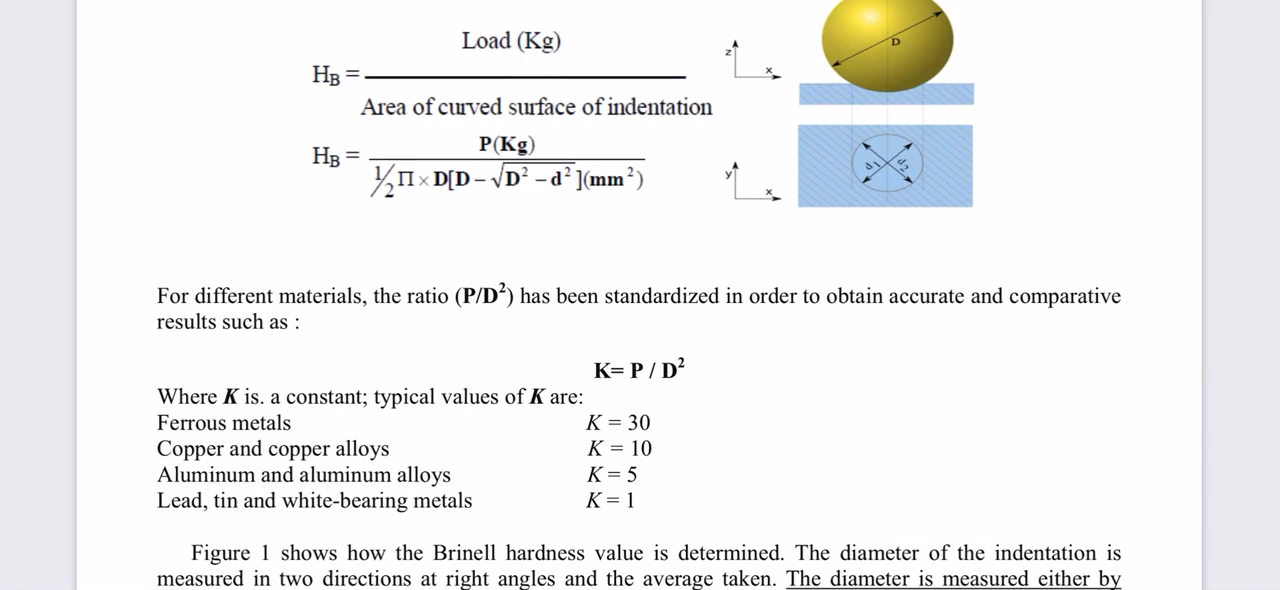 Load (Kg)
H_B =
Area of curved surface of indentation
H_B = P(Kg) / ½Π × D[D – √D² – d² ](mm²)
z
x
D
y
x
d1
d2
For different materials, the ratio (P/D²) has been standardized in order to obtain accurate and comparative
results such as :
K= P / D²
Where K is. a constant; typical values of K are:
Ferrous metals K = 30
Copper and copper alloys K = 10
Aluminum and aluminum alloys K = 5
Lead, tin and white-bearing metals K = 1
Figure 1 shows how the Brinell hardness value is determined. The diameter of the indentation is
measured in two directions at right angles and the average taken. The diameter is measured either by